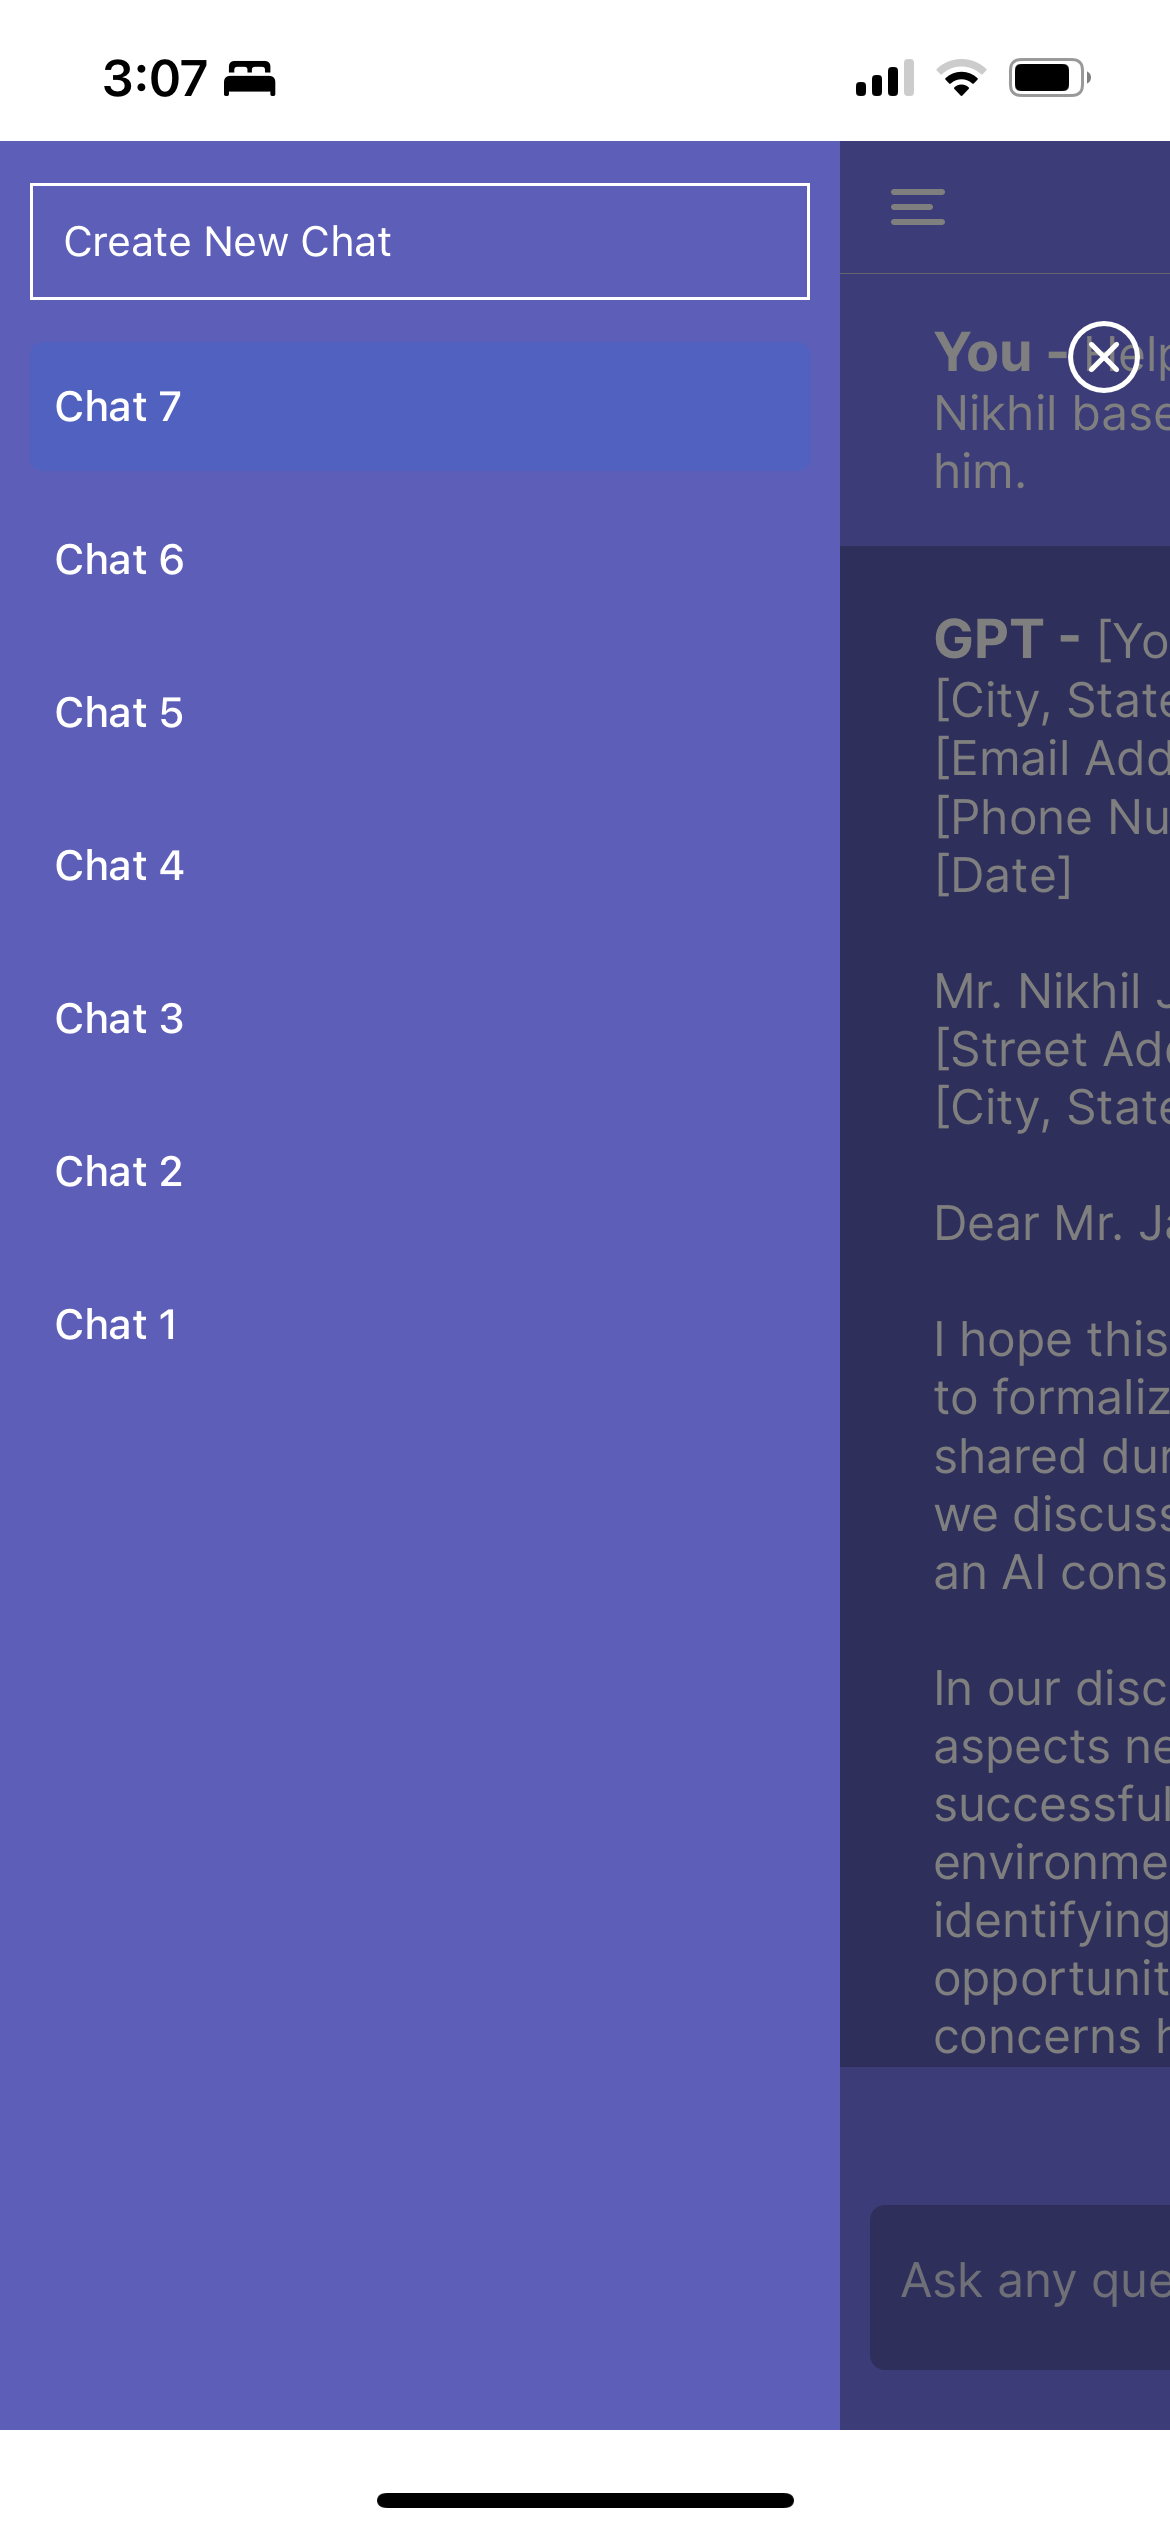 3:07
Create New Chat
Chat 7
Chat 6
Chat 5
Chat 4
Chat 3
Chat 2
Chat 1
You - Help
Nikhil base
him.
GPT - [Yo
[City, State
[Email Add
[Phone Nu
[Date]
Mr. Nikhil J
[Street Add
[City, State
Dear Mr. Ja
I hope this
to formaliz
shared dur
we discuss
an AI cons
In our disc
aspects ne
successful
environme
identifying
opportunit
concerns h
Ask any que